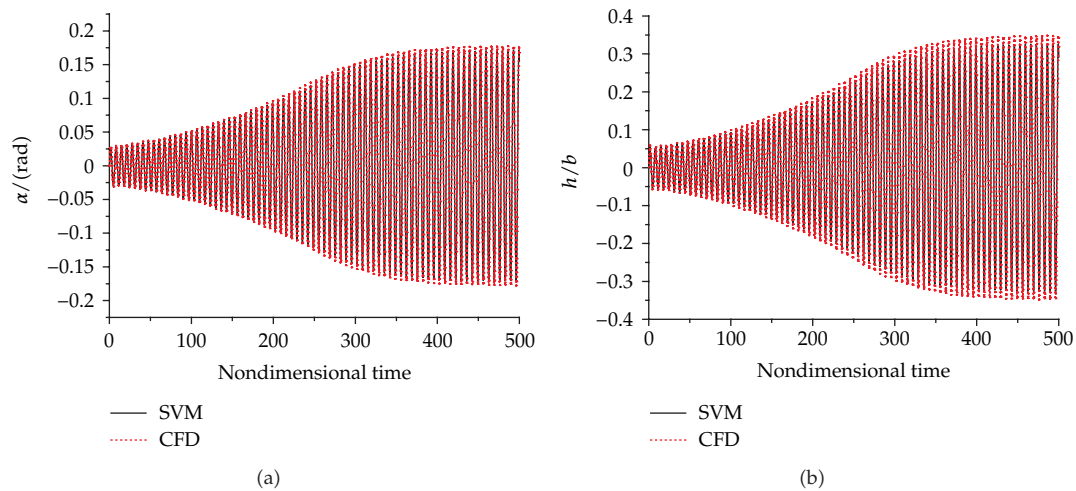 0.2
0.15
0.1
0.05
0
−0.05
−0.1
−0.15
−0.2
α/(rad)
0 100 200 300 400 500
Nondimensional time
SVM
CFD
(a)
0.4
0.3
0.2
0.1
0
−0.1
−0.2
−0.3
−0.4
h/b
0 100 200 300 400 500
Nondimensional time
SVM
CFD
(b)